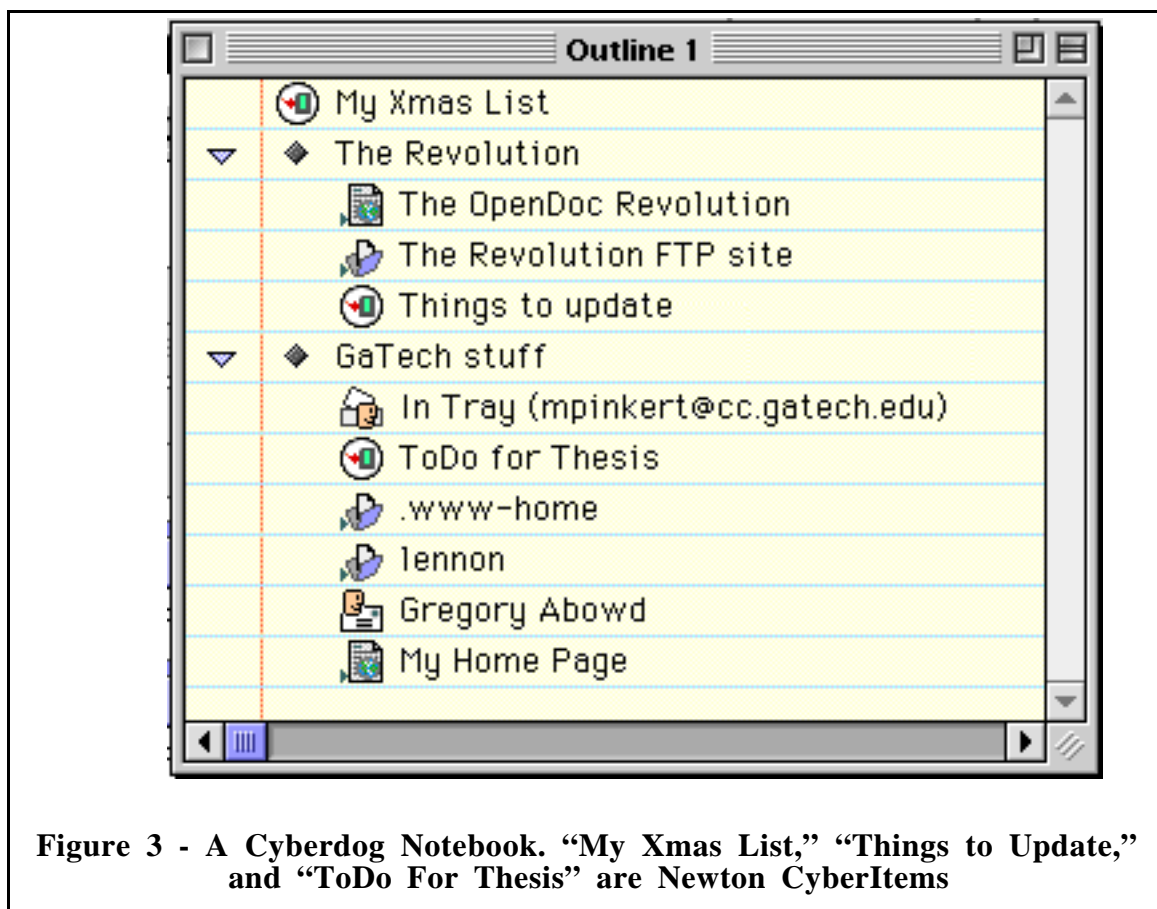 Outline 1
My Xmas List
The Revolution
The OpenDoc Revolution
The Revolution FTP site
Things to update
GaTech stuff
In Tray (mpinkert@cc.gatech.edu)
ToDo for Thesis
.www-home
lennon
Gregory Abowd
My Home Page
Figure 3 - A Cyberdog Notebook. “My Xmas List,” “Things to Update,”
and “ToDo For Thesis” are Newton CyberItems